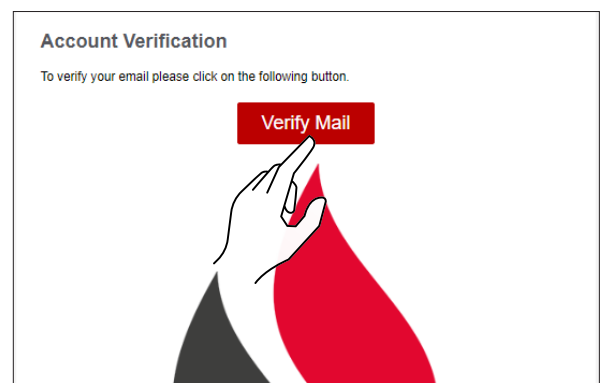 Account Verification
To verify your email please click on the following button.
Verify Mail